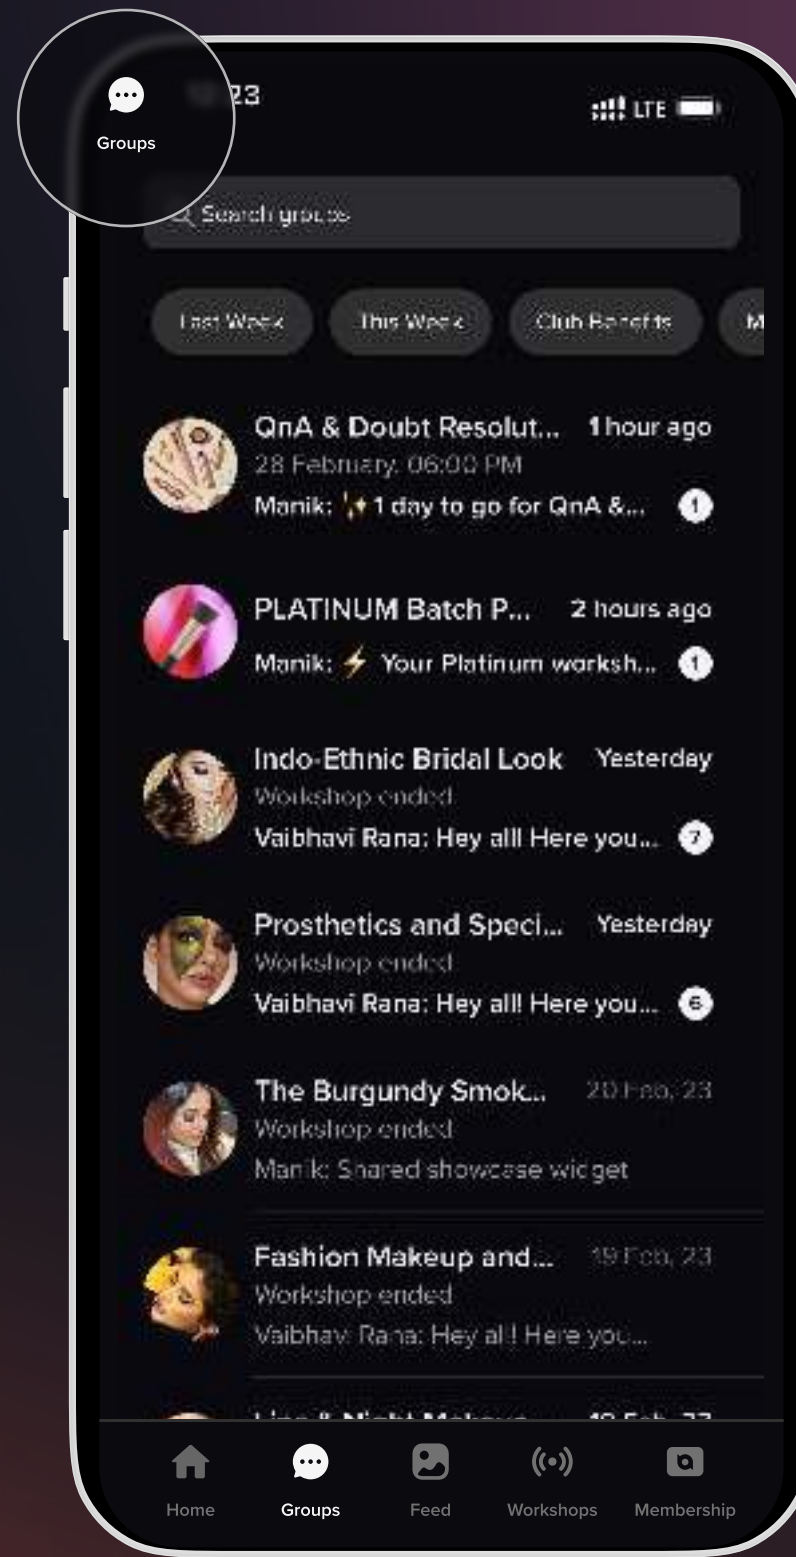 Groups
23
LTE
Search groups
Last Week
This Week
Club Benefits
M
QnA & Doubt Resolut...
1 hour ago
28 February, 06:00 PM
Manik: ✨1 day to go for QnA &...
1
PLATINUM Batch P...
2 hours ago
Manik: ⚡ Your Platinum worksh...
1
Indo-Ethnic Bridal Look
Yesterday
Workshop ended
Vaibhavi Rana: Hey all! Here you...
7
Prosthetics and Speci...
Yesterday
Workshop ended
Vaibhavi Rana: Hey all! Here you...
6
The Burgundy Smok...
20 Feb, 23
Workshop ended
Manik: Shared showcase widget
Fashion Makeup and...
19 Feb, 23
Workshop ended
Vaibhavi Rana: Hey all! Here you...
Home
Groups
Feed
Workshops
Membership